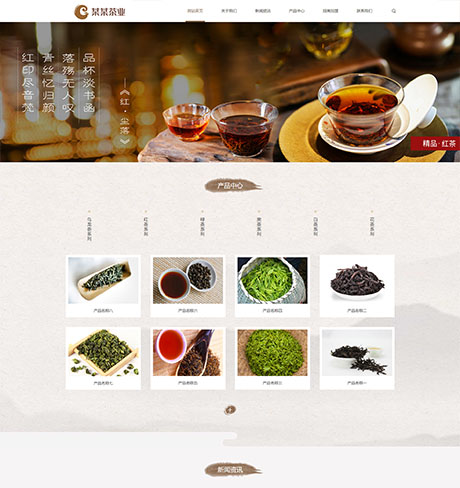 某某茶业
网站首页 关于我们 新闻资讯 产品中心 招商加盟 联系我们
品杯淡书函
落殇无人叹
青丝忆归颜
红印尽音梵
《红·尘落》
精品·红茶
产品中心
乌龙茶系列
红茶系列
绿茶系列
黑茶系列
白茶系列
花茶系列
产品名称八 产品名称六 产品名称四 产品名称二
产品名称七 产品名称五 产品名称三 产品名称一
新闻资讯